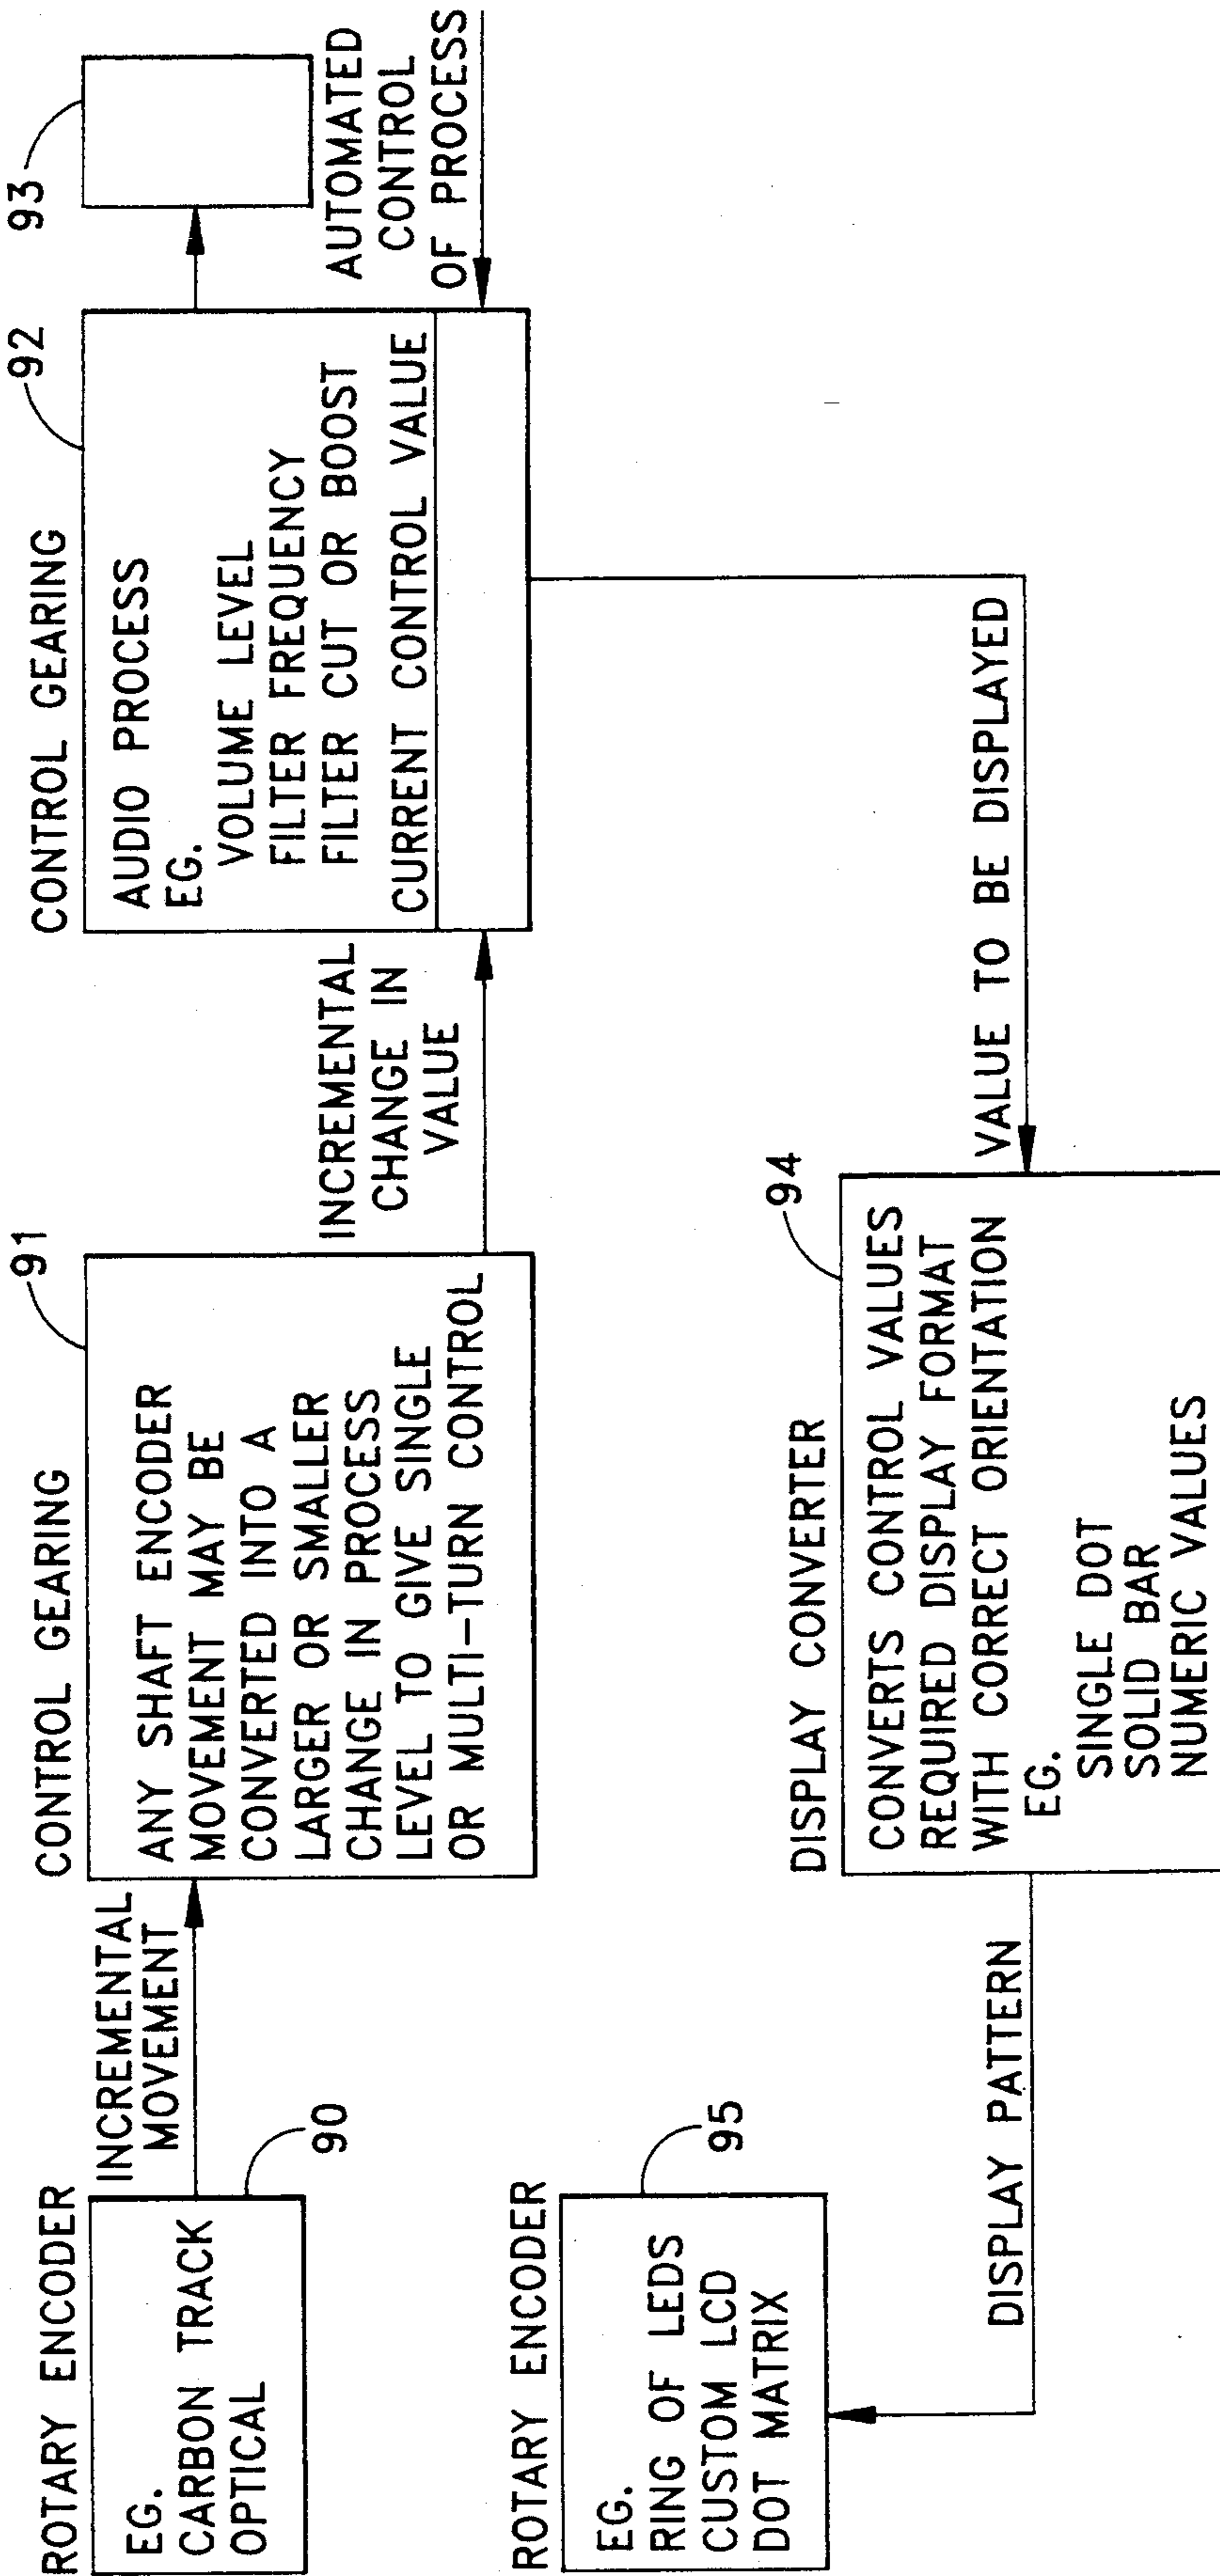 ROTARY ENCODER
EG.
CARBON TRACK
OPTICAL
90
INCREMENTAL
MOVEMENT
CONTROL GEARING
91
ANY SHAFT ENCODER
MOVEMENT MAY BE
CONVERTED INTO A
LARGER OR SMALLER
CHANGE IN PROCESS
LEVEL TO GIVE SINGLE
OR MULTI-TURN CONTROL
INCREMENTAL
CHANGE IN
VALUE
CONTROL GEARING
92
AUDIO PROCESS
EG.
VOLUME LEVEL
FILTER FREQUENCY
FILTER CUT OR BOOST
CURRENT CONTROL VALUE
93
AUTOMATED
CONTROL
OF PROCESS
ROTARY ENCODER
95
EG.
RING OF LEDS
CUSTOM LCD
DOT MATRIX
DISPLAY PATTERN
DISPLAY CONVERTER
94
CONVERTS CONTROL VALUES
REQUIRED DISPLAY FORMAT
WITH CORRECT ORIENTATION
EG.
SINGLE DOT
SOLID BAR
NUMERIC VALUES
VALUE TO BE DISPLAYED